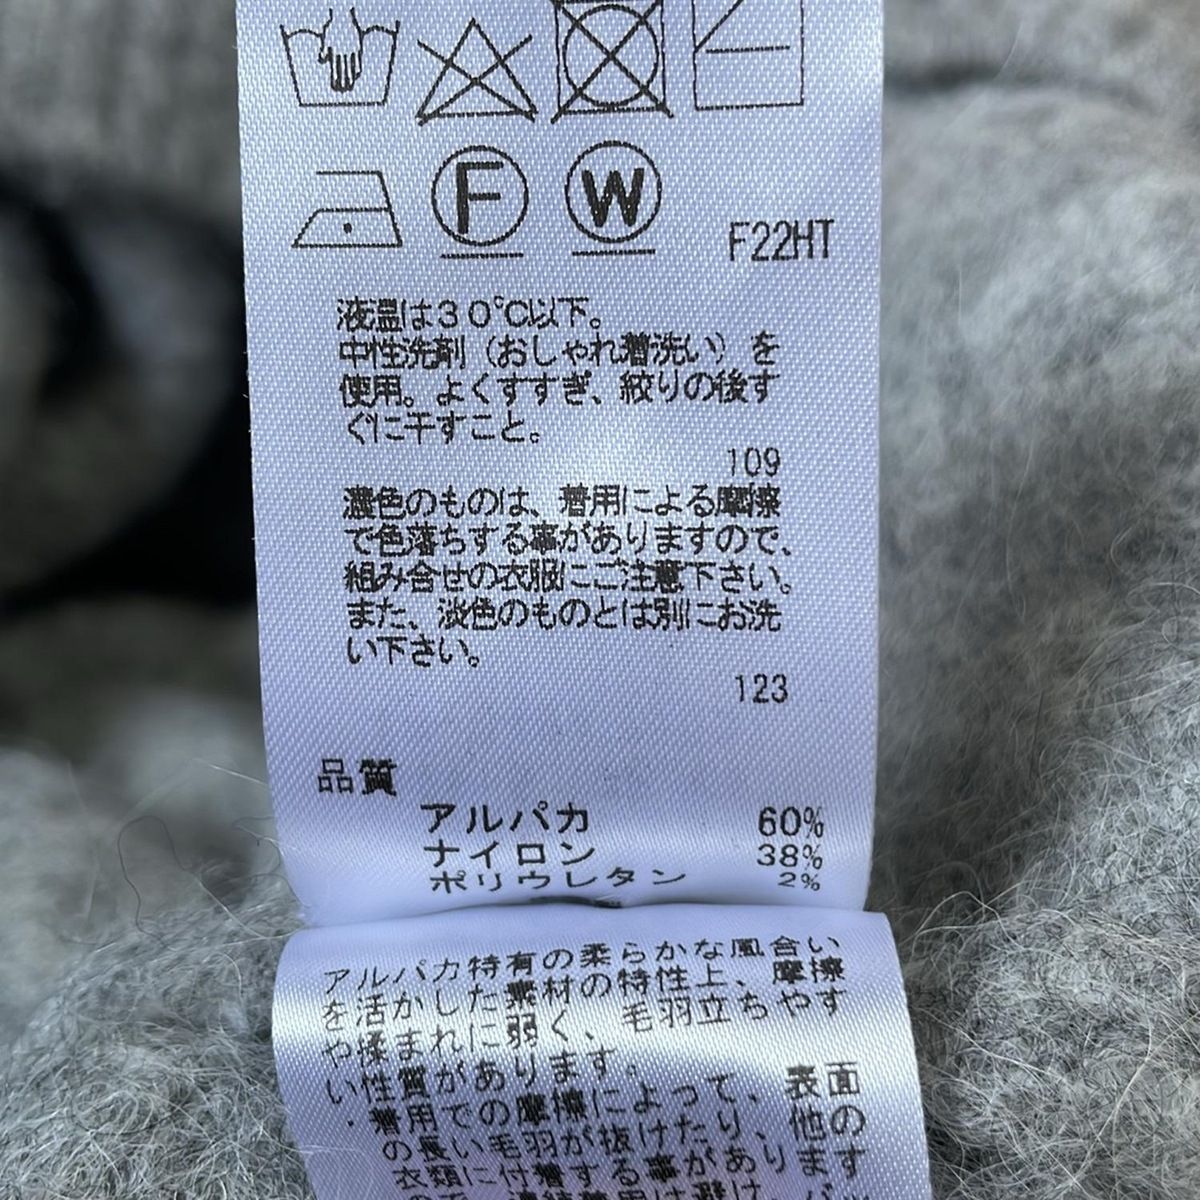 F
W
F22HT
液温は30℃以下。
中性洗剤（おしゃれ着洗い）を
使用。よくすすぎ、絞りの後す
ぐに干すこと。
109
濃色のものは、着用による摩擦
で色落ちする事がありますので、
組み合せの衣服にご注意下さい。
また、淡色のものとは別にお洗
い下さい。
123
品質
アルパカ 60%
ナイロン 38%
ポリウレタン 2%
アルパカ特有の柔らかな風合い
を活かした素材の特性上、摩擦
や揉まれに弱く、毛羽立ちやす
い性質があります。
・着用での摩擦によって、表面
の長い毛羽が抜けたり、他の
衣類に付着する事があります
ので、連続着用は避け、